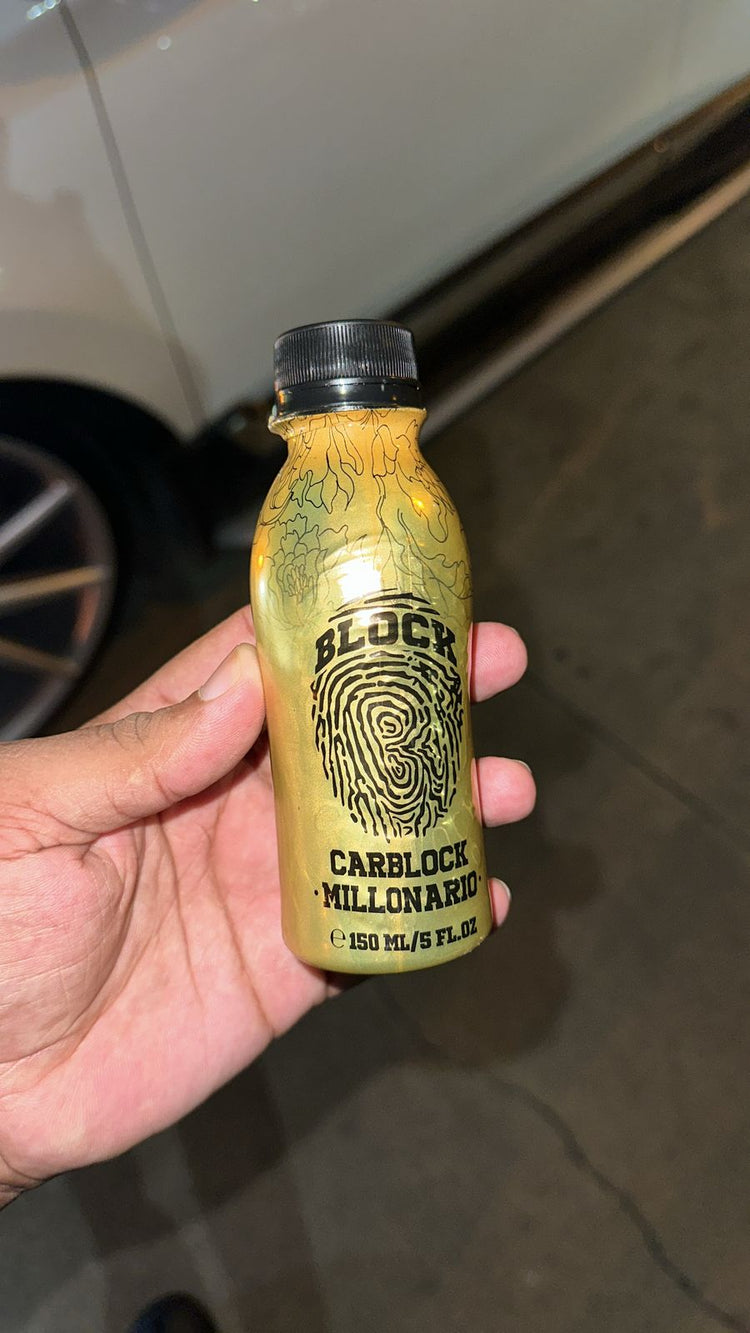 BLOCK
CARBLOCK
·MILLONARIO·
℮ 150 ML/5 FL.OZ